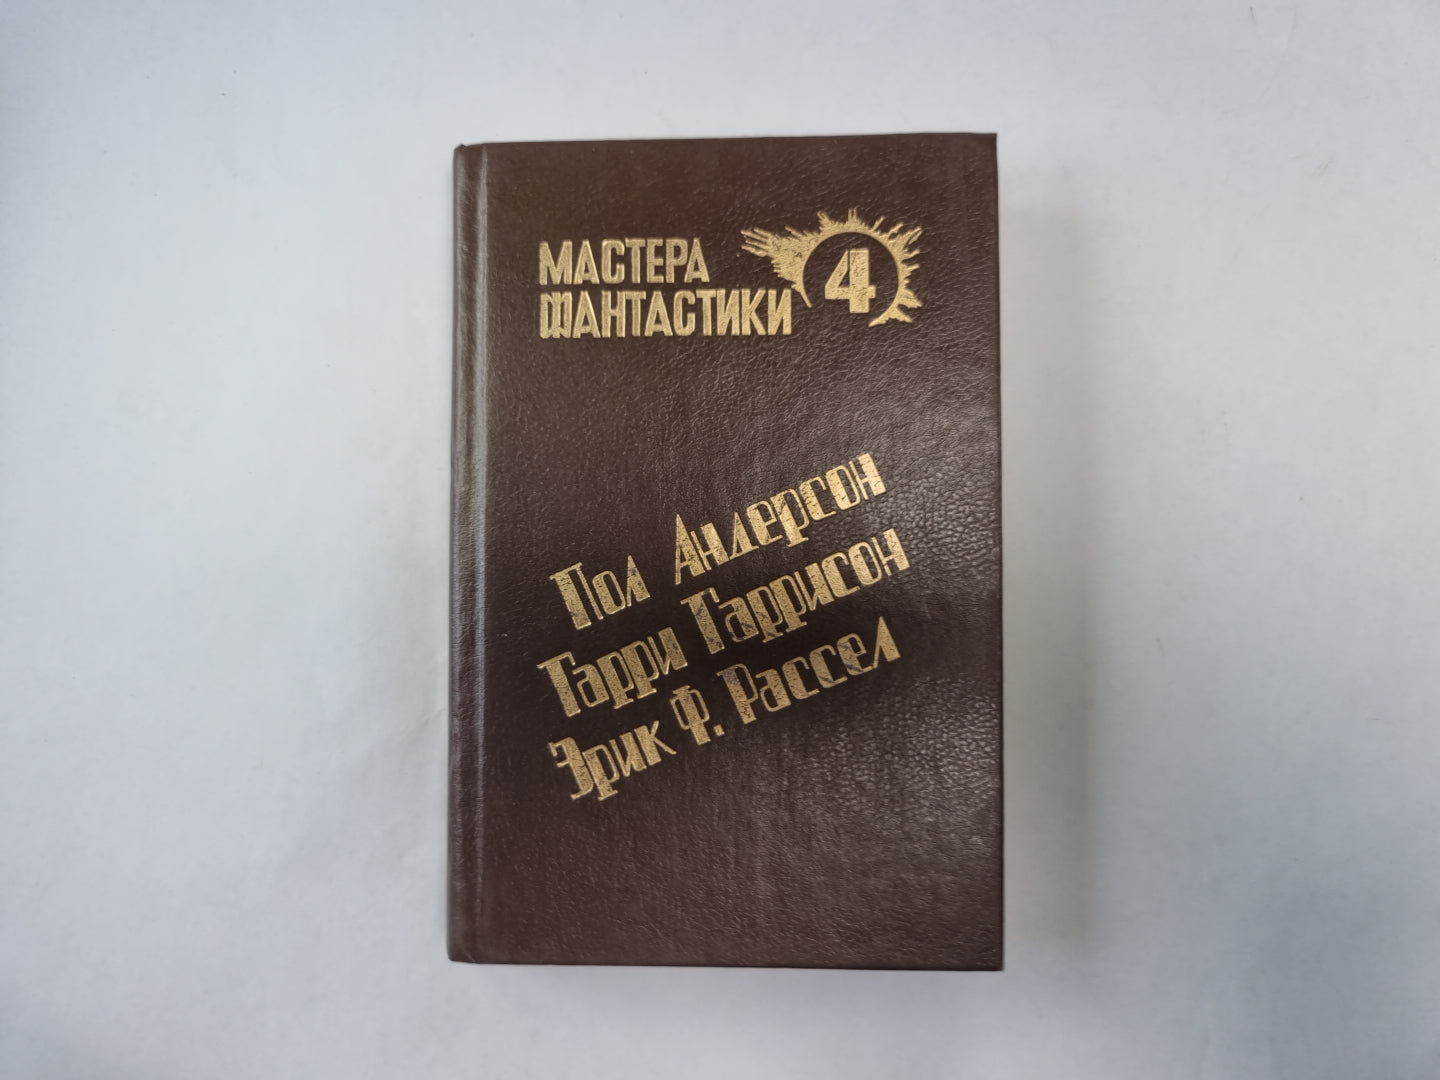 МАСТЕРА
ФАНТАСТИКИ
4
Пол Андерсон
Гарри Гаррисон
Эрик Ф. Рассел